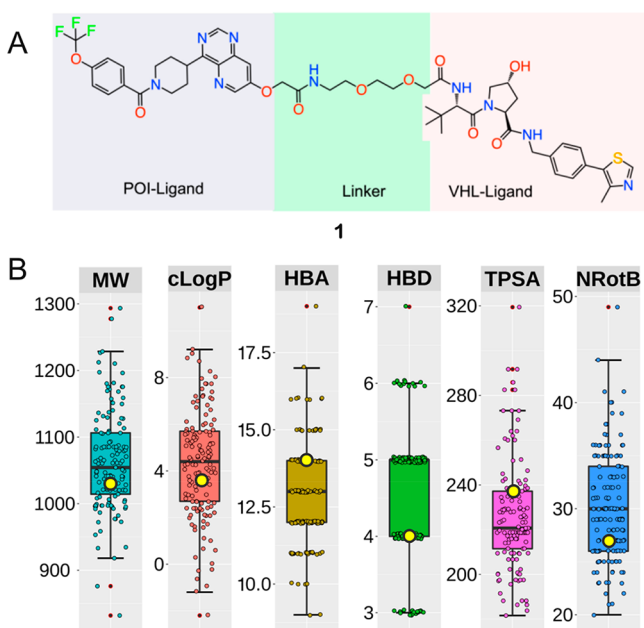 A
F
F
F
O
N
N
N
N
O
O
O
H
N
O
O
O
NH
O
N
OH
O
NH
S
N
POI-Ligand
Linker
VHL-Ligand
1
B
MW
cLogP
HBA
HBD
TPSA
NRotB
1300
1200
1100
1000
900
8
4
0
17.5
15.0
12.5
10.0
7
6
5
4
3
320
280
240
200
50
40
30
20